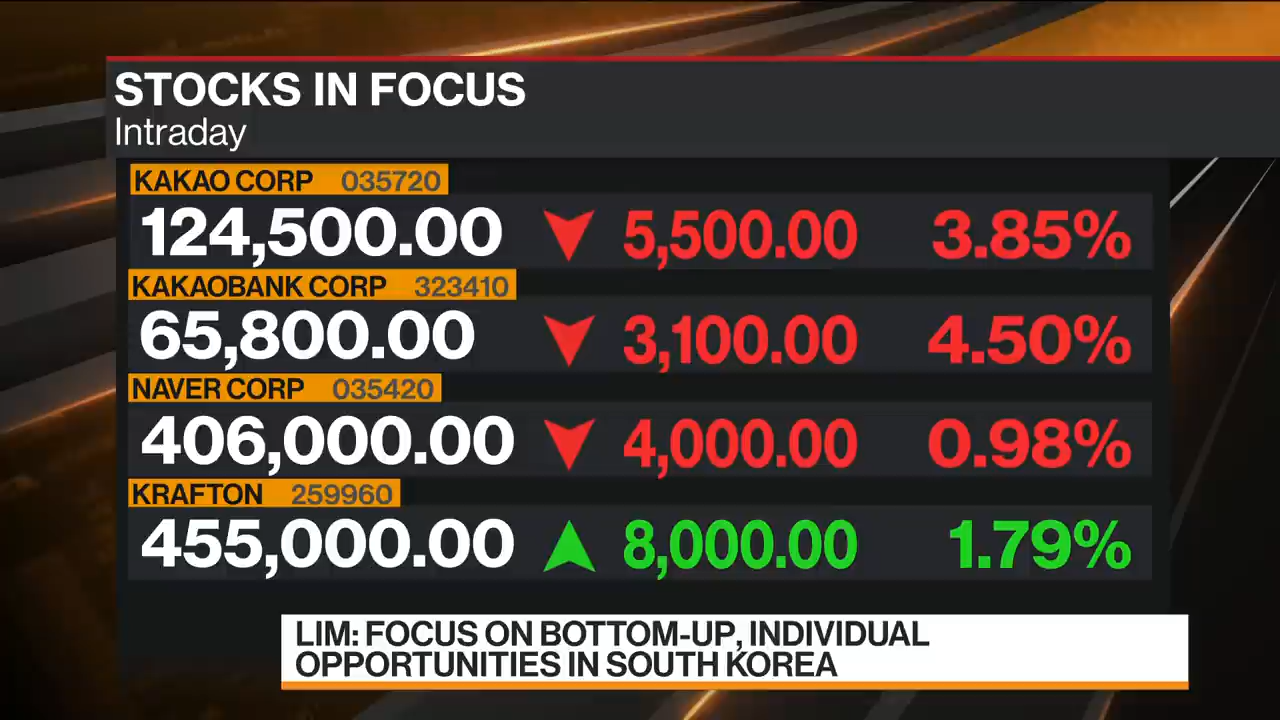 STOCKS IN FOCUS
Intraday
KAKAO CORP 035720
124,500.00 5,500.00 3.85%
KAKAOBANK CORP 323410
65,800.00 3,100.00 4.50%
NAVER CORP 035420
406,000.00 4,000.00 0.98%
KRAFTON 259960
455,000.00 8,000.00 1.79%
LIM: FOCUS ON BOTTOM-UP, INDIVIDUAL
OPPORTUNITIES IN SOUTH KOREA